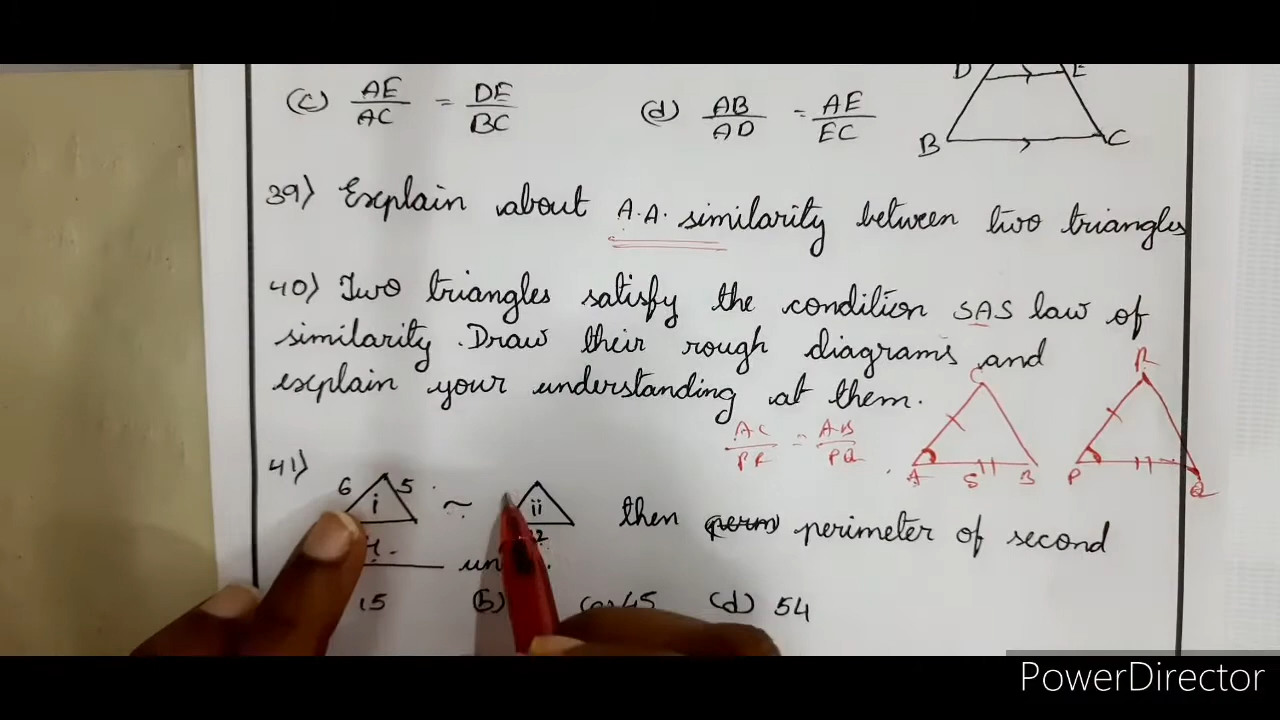 D E
(c) AE/AC = DE/BC (d) AB/AD = AE/EC
B C
39) Explain about A.A. similarity between two triangles
40) Two triangles satisfy the condition SAS law of
similarity. Draw their rough diagrams and
explain your understanding at them.
C R
AC/PR = AB/PQ
A S B P Q
41) 6 i 5 ~ ii then perimeter of second
15 (b) (c) 45 (d) 54
PowerDirector